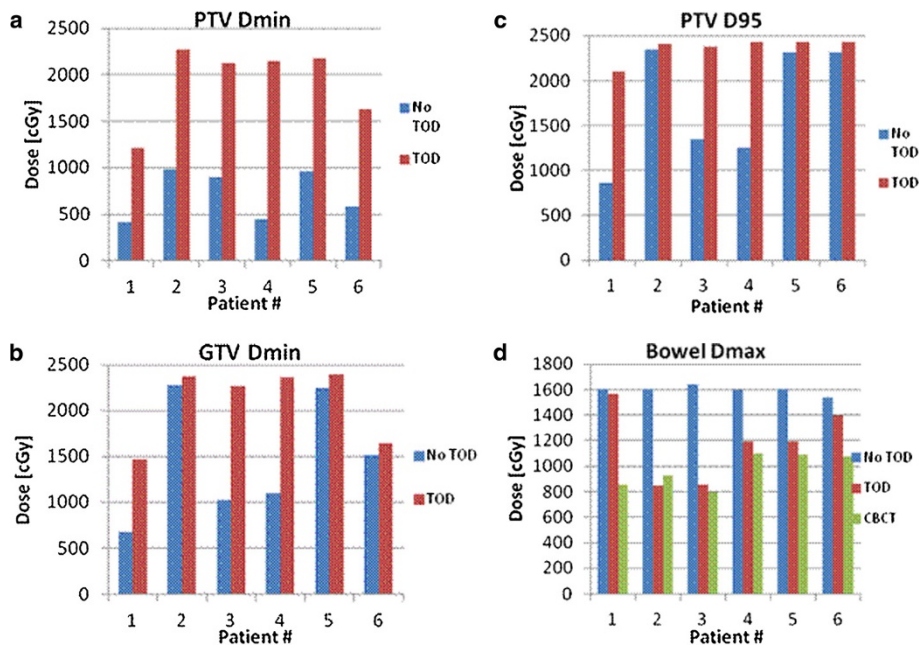 a
PTV Dmin
2500
2000
1500
1000
500
0
Dose [cGy]
1 2 3 4 5 6
Patient #
No TOD
TOD
c
PTV D95
2500
2000
1500
1000
500
0
Dose [cGy]
1 2 3 4 5 6
Patient #
No TOD
TOD
b
GTV Dmin
2500
2000
1500
1000
500
0
Dose [cGy]
1 2 3 4 5 6
Patient #
No TOD
TOD
d
Bowel Dmax
1800
1600
1400
1200
1000
800
600
400
200
0
Dose [cGy]
1 2 3 4 5 6
Patient #
No TOD
TOD
CBCT